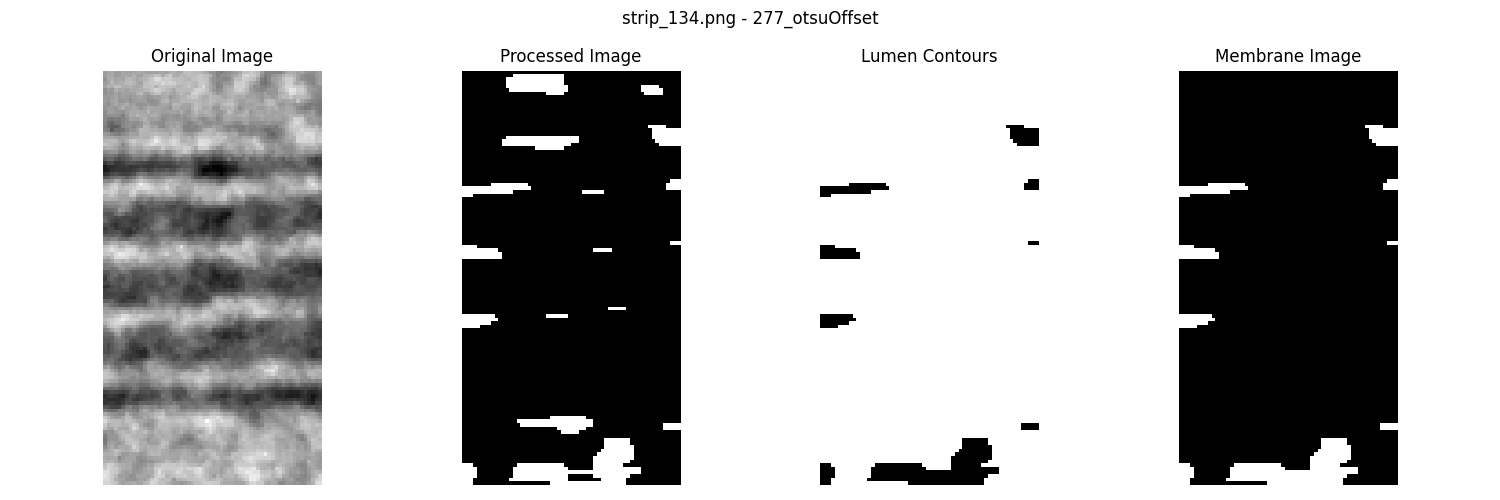 strip_134.png - 277_otsuOffset
Original Image
Processed Image
Lumen Contours
Membrane Image